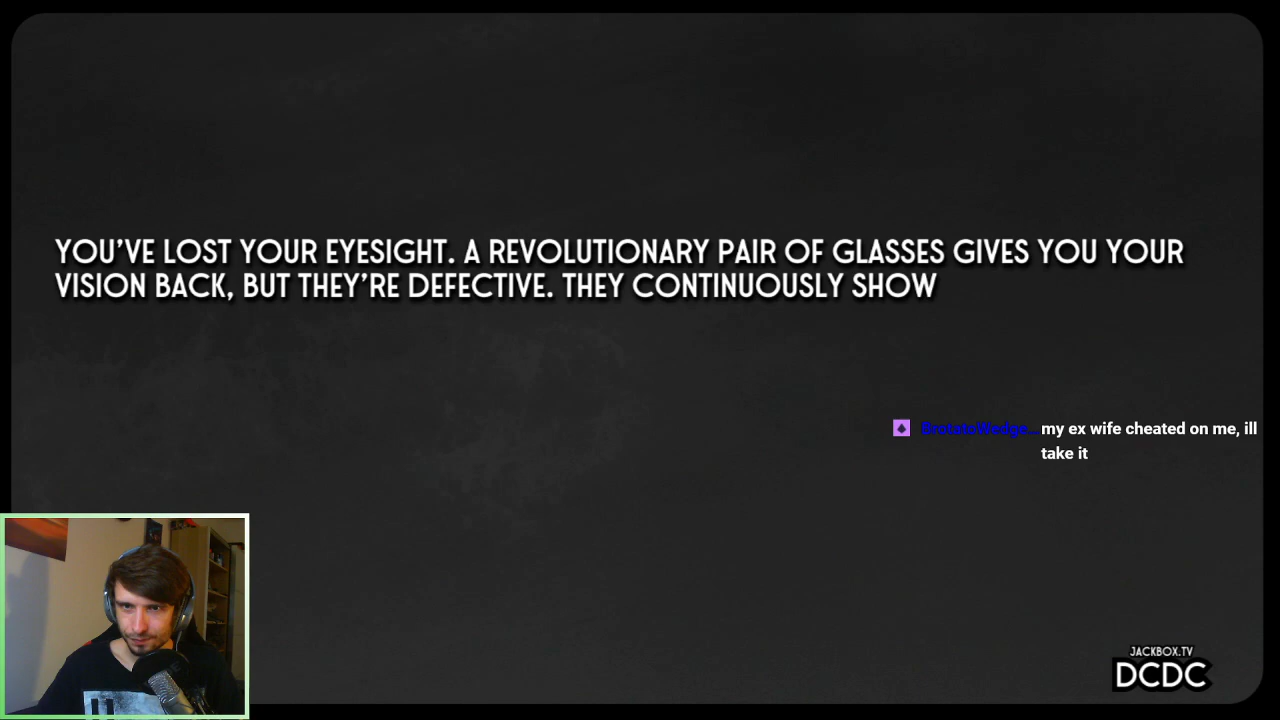 YOU'VE LOST YOUR EYESIGHT. A REVOLUTIONARY PAIR OF GLASSES GIVES YOU YOUR
VISION BACK, BUT THEY'RE DEFECTIVE. THEY CONTINUOUSLY SHOW
BrotatoWedge... my ex wife cheated on me, ill
take it
JACKBOX.TV
DCDC